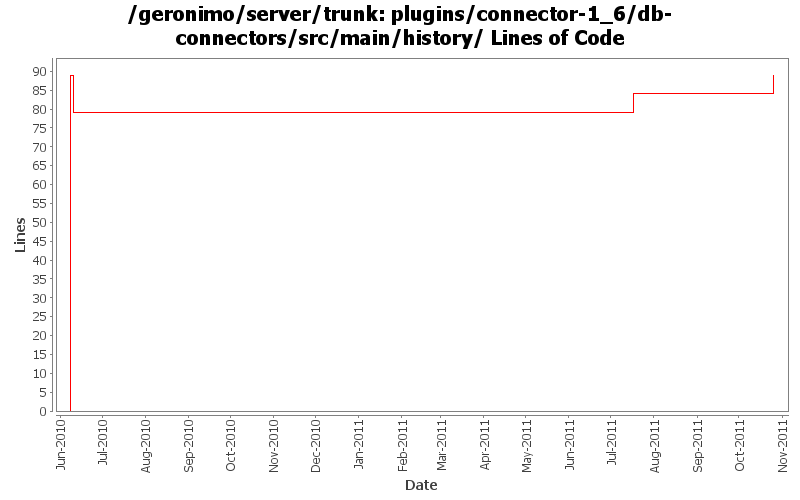 /geronimo/server/trunk: plugins/connector-1_6/db-
connectors/src/main/history/ Lines of Code
90
85
80
75
70
65
60
55
50
45
40
35
30
25
20
15
10
5
0
Lines
Jun-2010
Jul-2010
Aug-2010
Sep-2010
Oct-2010
Nov-2010
Dec-2010
Jan-2011
Feb-2011
Mar-2011
Apr-2011
May-2011
Jun-2011
Jul-2011
Aug-2011
Sep-2011
Oct-2011
Nov-2011
Date